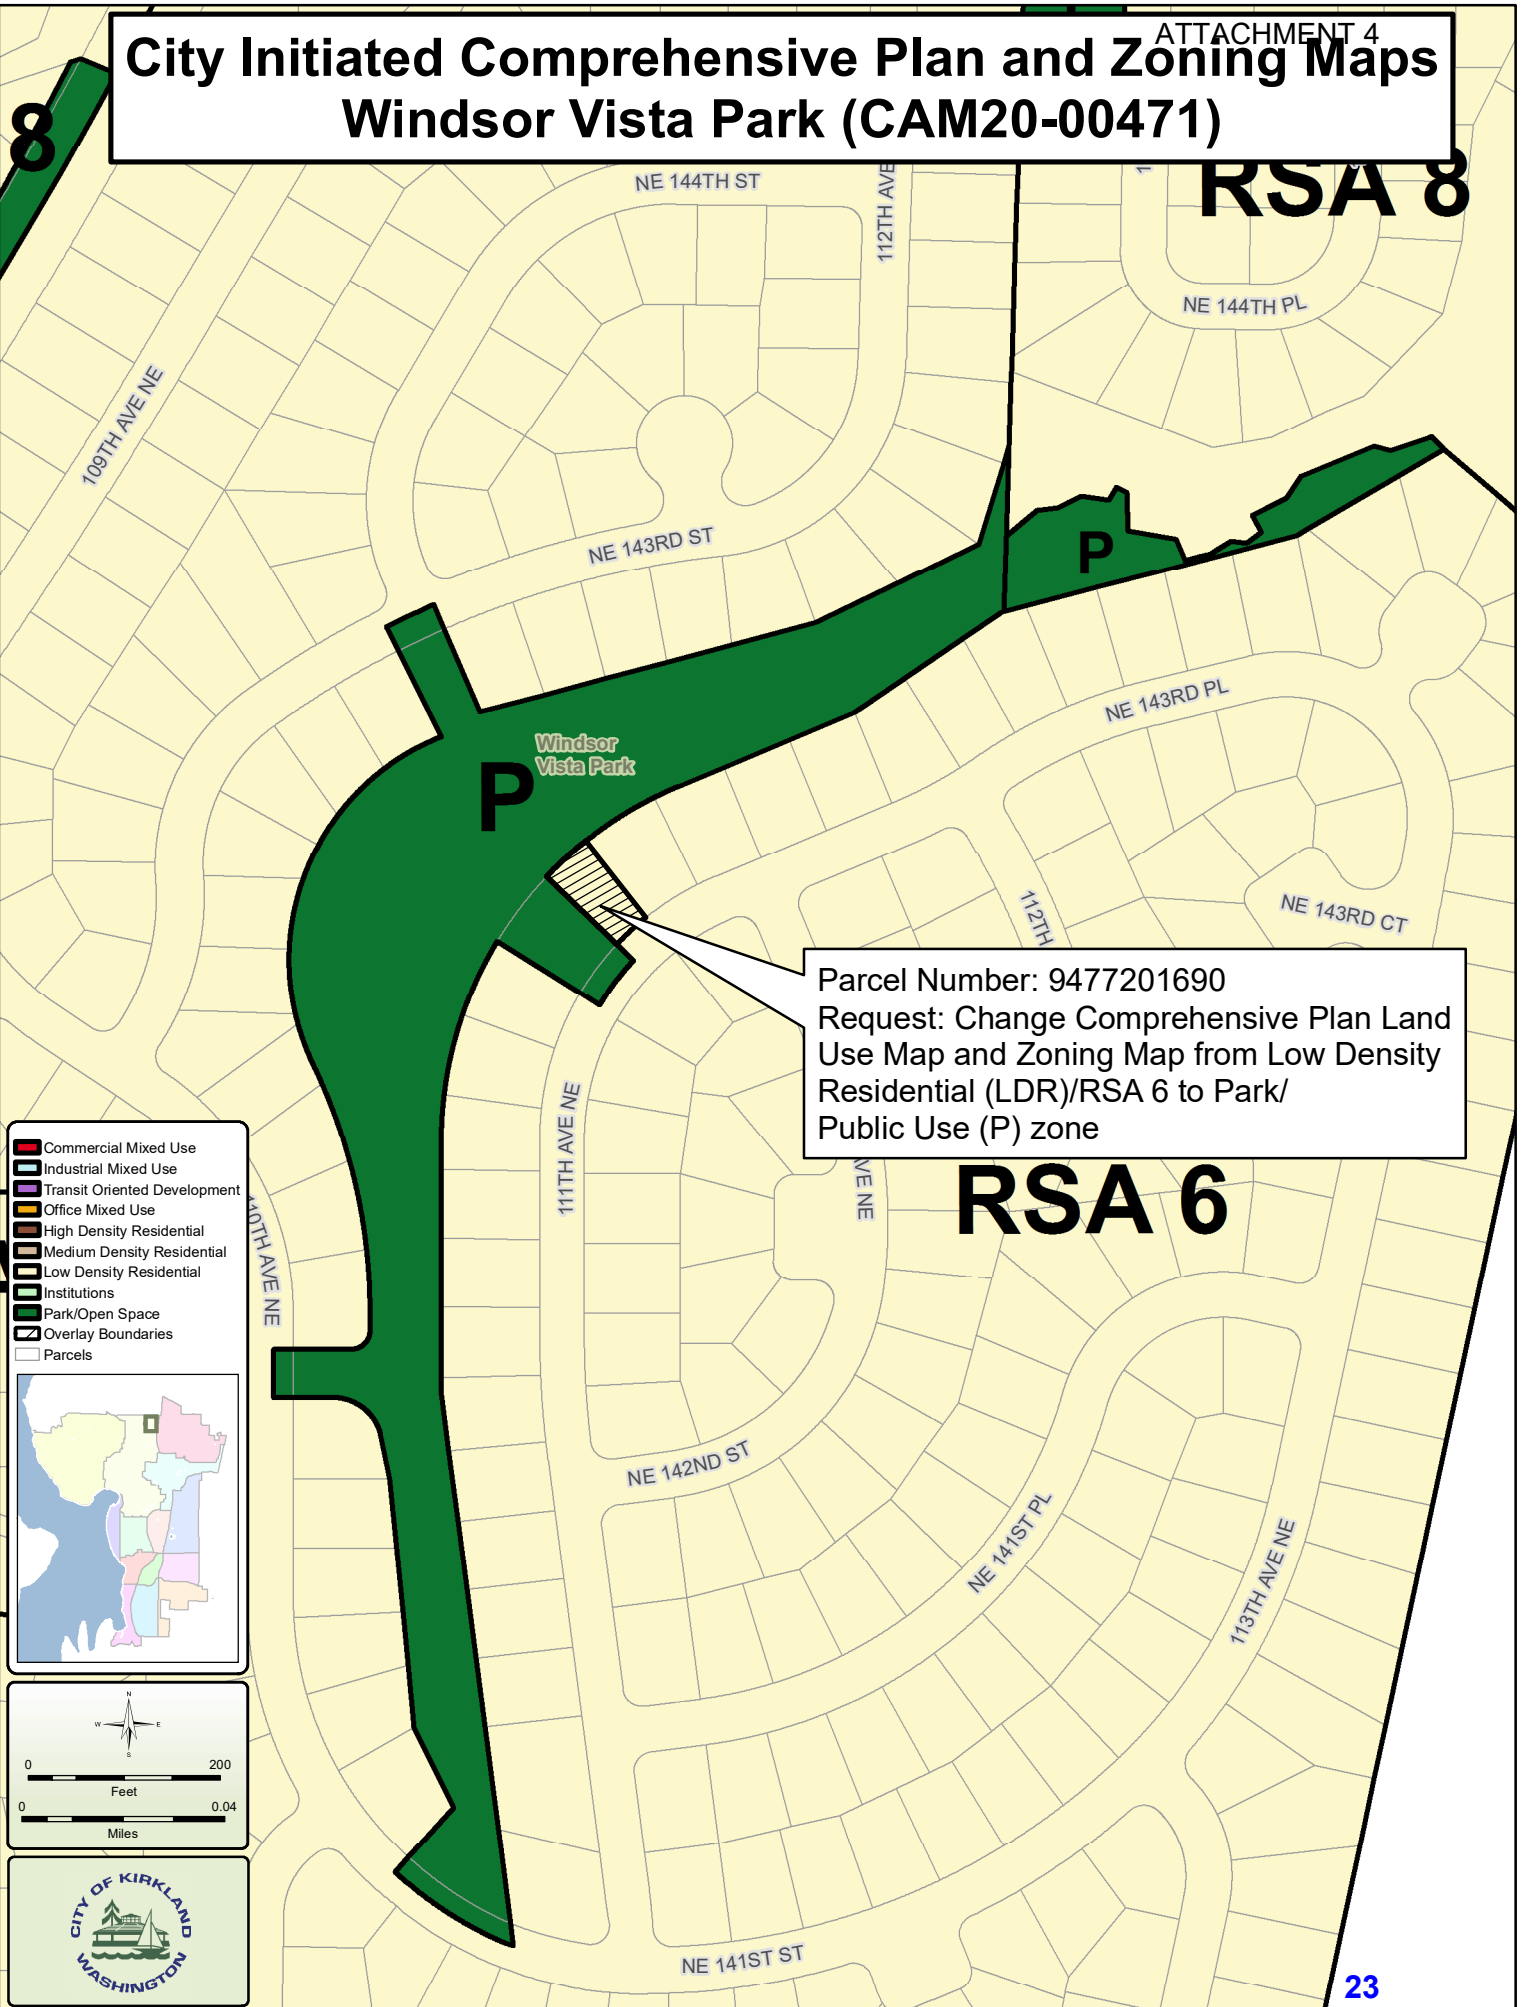 ATTACHMENT 4
City Initiated Comprehensive Plan and Zoning Maps
Windsor Vista Park (CAM20-00471)
8
RSA 8
NE 144TH ST
112TH AVE
NE 144TH PL
109TH AVE NE
NE 143RD ST
P
NE 143RD PL
Windsor
Vista Park
P
NE 143RD CT
112TH
Parcel Number: 9477201690
Request: Change Comprehensive Plan Land
Use Map and Zoning Map from Low Density
Residential (LDR)/RSA 6 to Park/
Public Use (P) zone
111TH AVE NE
AVE NE
RSA 6
110TH AVE NE
Commercial Mixed Use
Industrial Mixed Use
Transit Oriented Development
Office Mixed Use
High Density Residential
Medium Density Residential
Low Density Residential
Institutions
Park/Open Space
Overlay Boundaries
Parcels
NE 142ND ST
NE 141ST PL
113TH AVE NE
N
W E
S
0 200
Feet
0 0.04
Miles
CITY OF KIRKLAND
WASHINGTON
NE 141ST ST
23